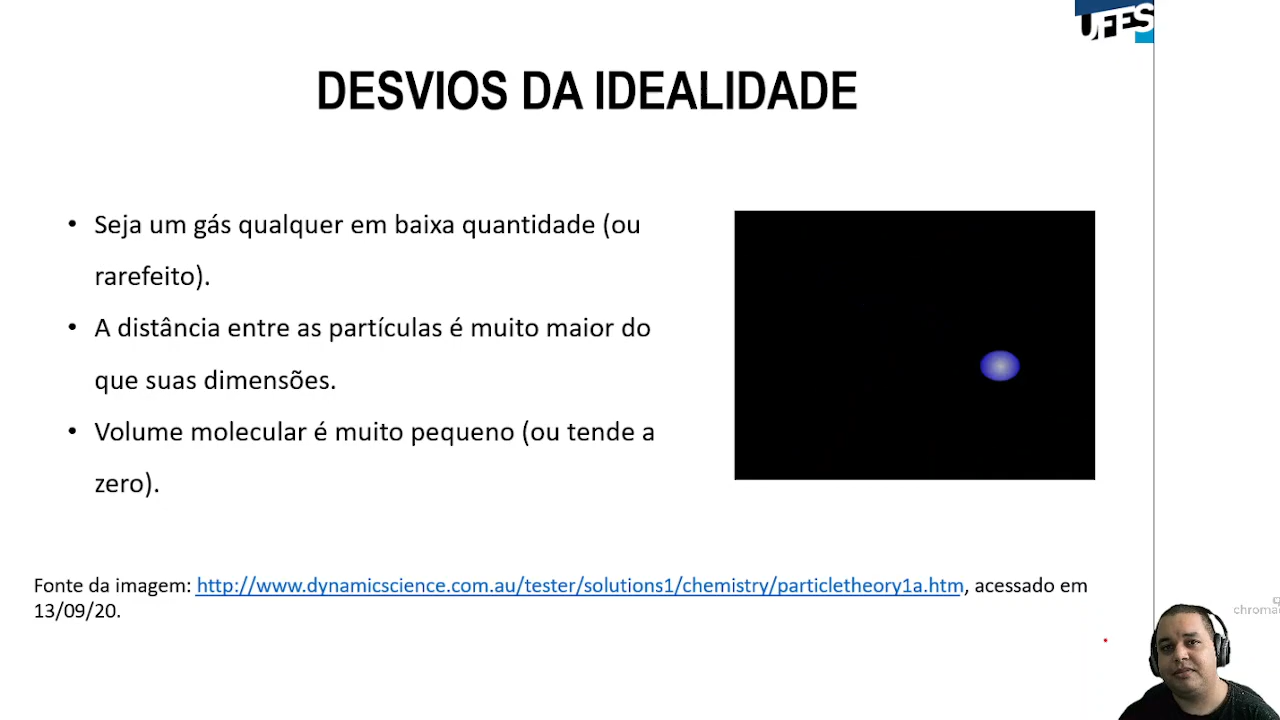 UFES
DESVIOS DA IDEALIDADE
• Seja um gás qualquer em baixa quantidade (ou
rarefeito).
• A distância entre as partículas é muito maior do
que suas dimensões.
• Volume molecular é muito pequeno (ou tende a
zero).
Fonte da imagem: http://www.dynamicscience.com.au/tester/solutions1/chemistry/particletheory1a.htm, acessado em
13/09/20.